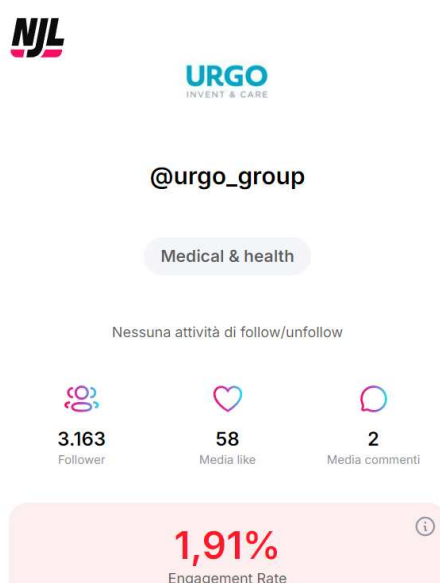 NJL
URGO
INVENT & CARE
@urgo_group
Medical & health
Nessuna attività di follow/unfollow
3.163
58
2
Follower
Media like
Media commenti
1,91%
Engagement Rate